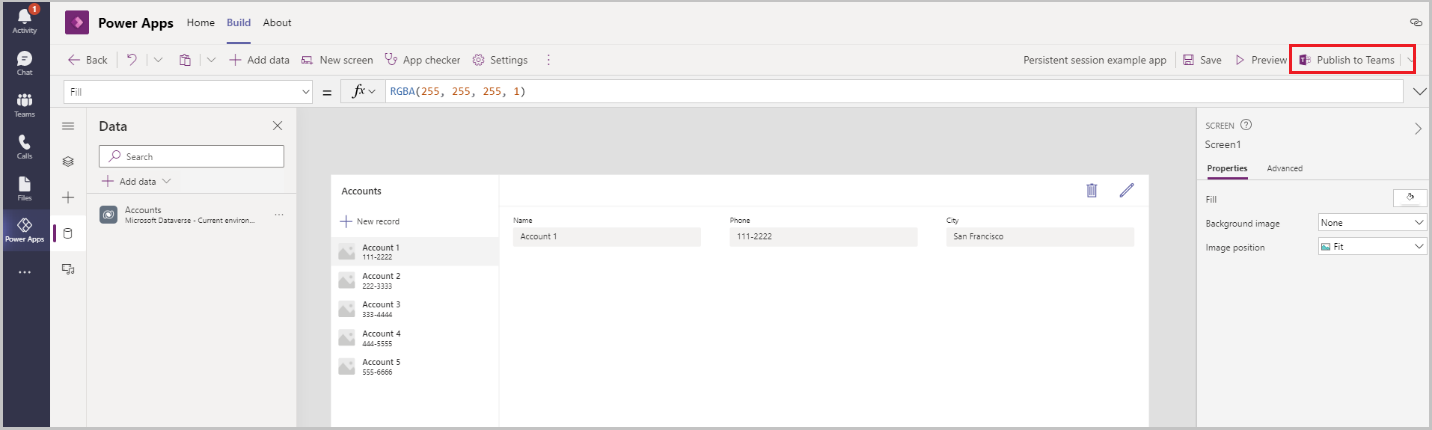 1
Activity
Chat
Teams
Calls
Files
Power Apps
...
Power Apps Home Build About
Back Add data New screen App checker Settings Persistent session example app Save Preview Publish to Teams
Fill = fx RGBA(255, 255, 255, 1)
Data
Search
Add data
Accounts
Microsoft Dataverse - Current environ...
Accounts
New record
Account 1
111-2222
Account 2
222-3333
Account 3
333-4444
Account 4
444-5555
Account 5
555-6666
Name Phone City
Account 1 111-2222 San Francisco
SCREEN
Screen1
Properties Advanced
Fill
Background image None
Image position Fit